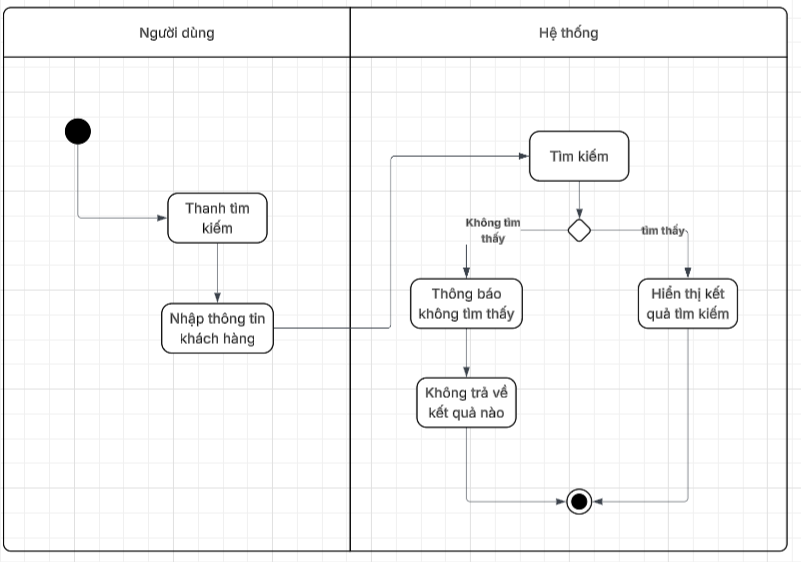 Người dùng
Hệ thống
Thanh tìm
kiếm
Nhập thông tin
khách hàng
Tìm kiếm
Không tìm
thấy
tìm thấy
Thông báo
không tìm thấy
Hiển thị kết
quả tìm kiếm
Không trả về
kết quả nào